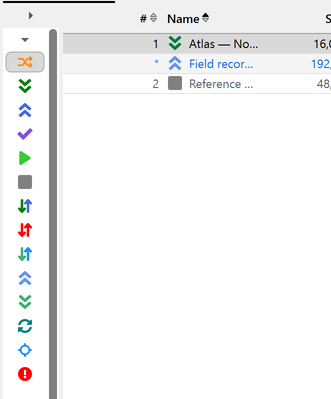 # Name S
1 Atlas — No... 16,0
* Field recor... 192,
2 Reference ... 48,